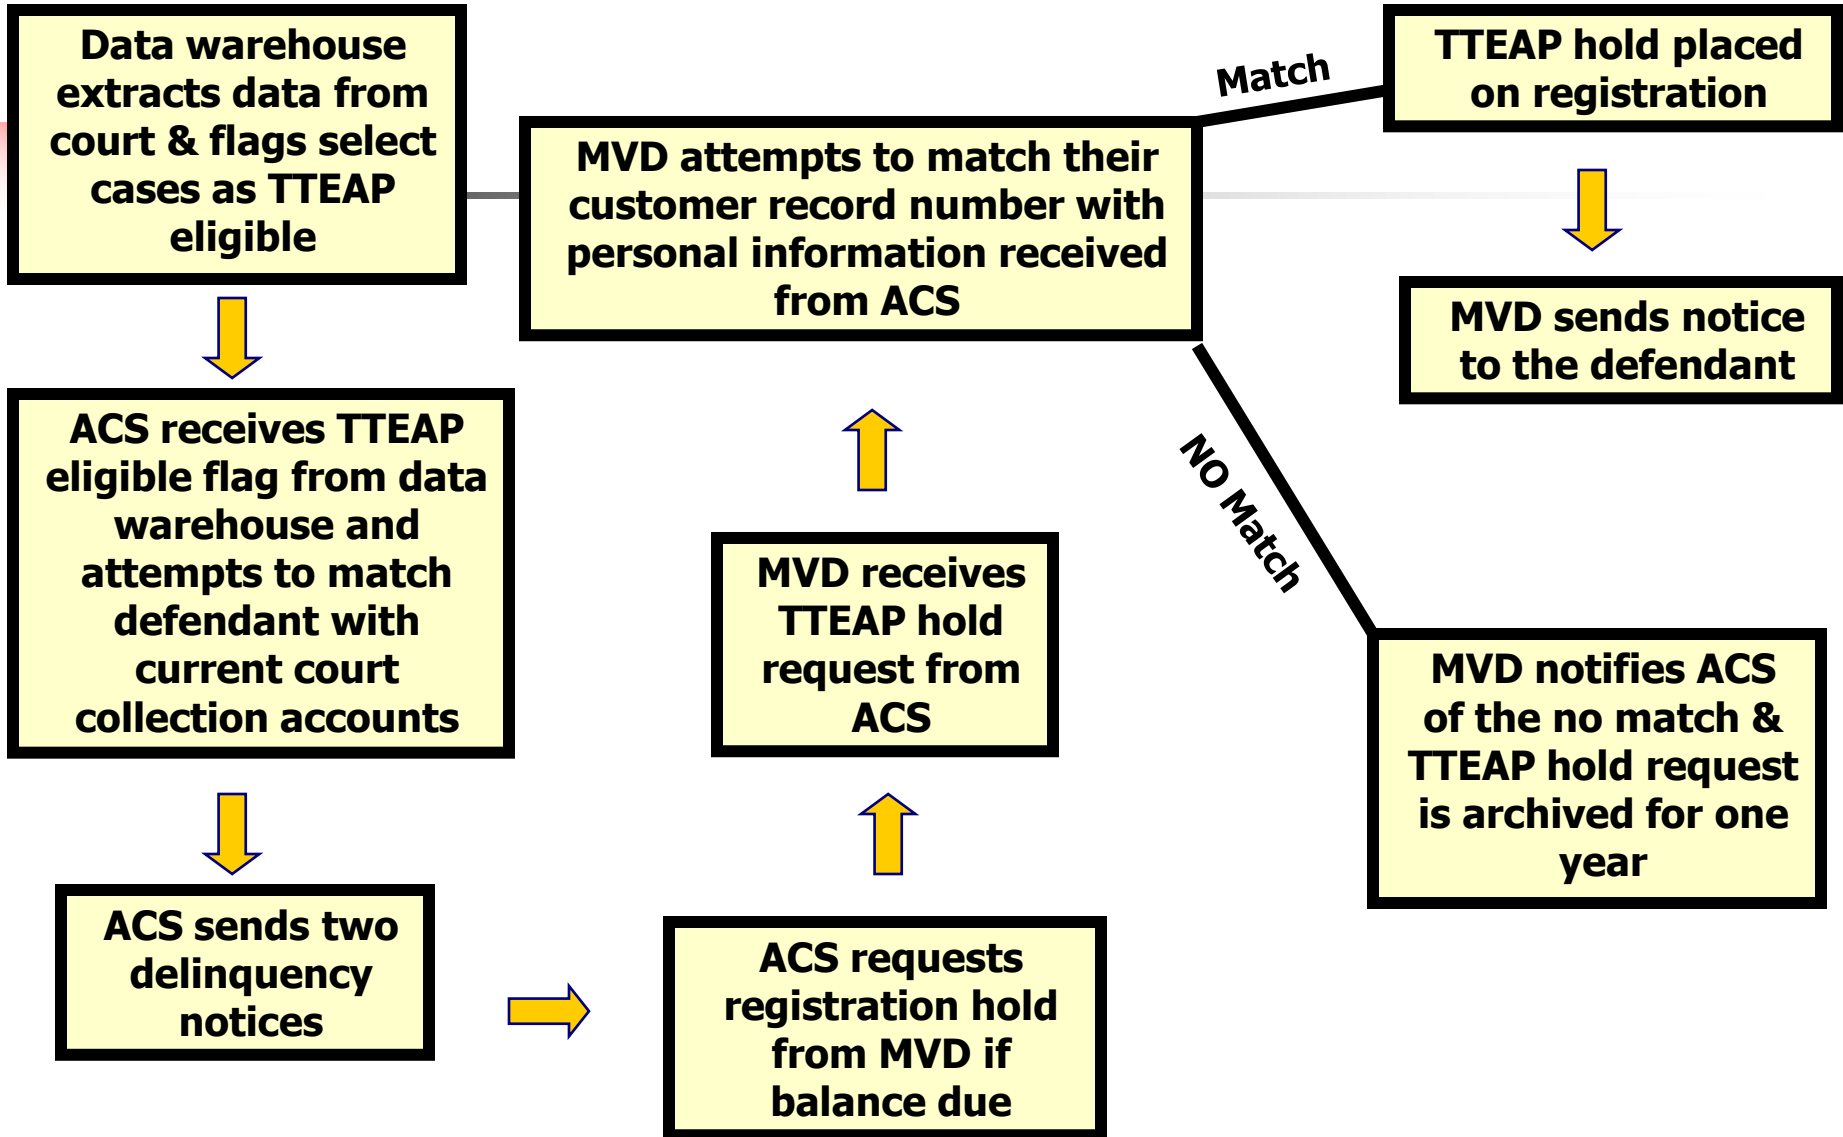 Data warehouse
extracts data from
court & flags select
cases as TTEAP
eligible
ACS receives TTEAP
eligible flag from data
warehouse and
attempts to match
defendant with
current court
collection accounts
ACS sends two
delinquency
notices
ACS requests
registration hold
from MVD if
balance due
MVD receives
TTEAP hold
request from
ACS
MVD attempts to match their
customer record number with
personal information received
from ACS
Match
TTEAP hold placed
on registration
MVD sends notice
to the defendant
NO Match
MVD notifies ACS
of the no match &
TTEAP hold request
is archived for one
year